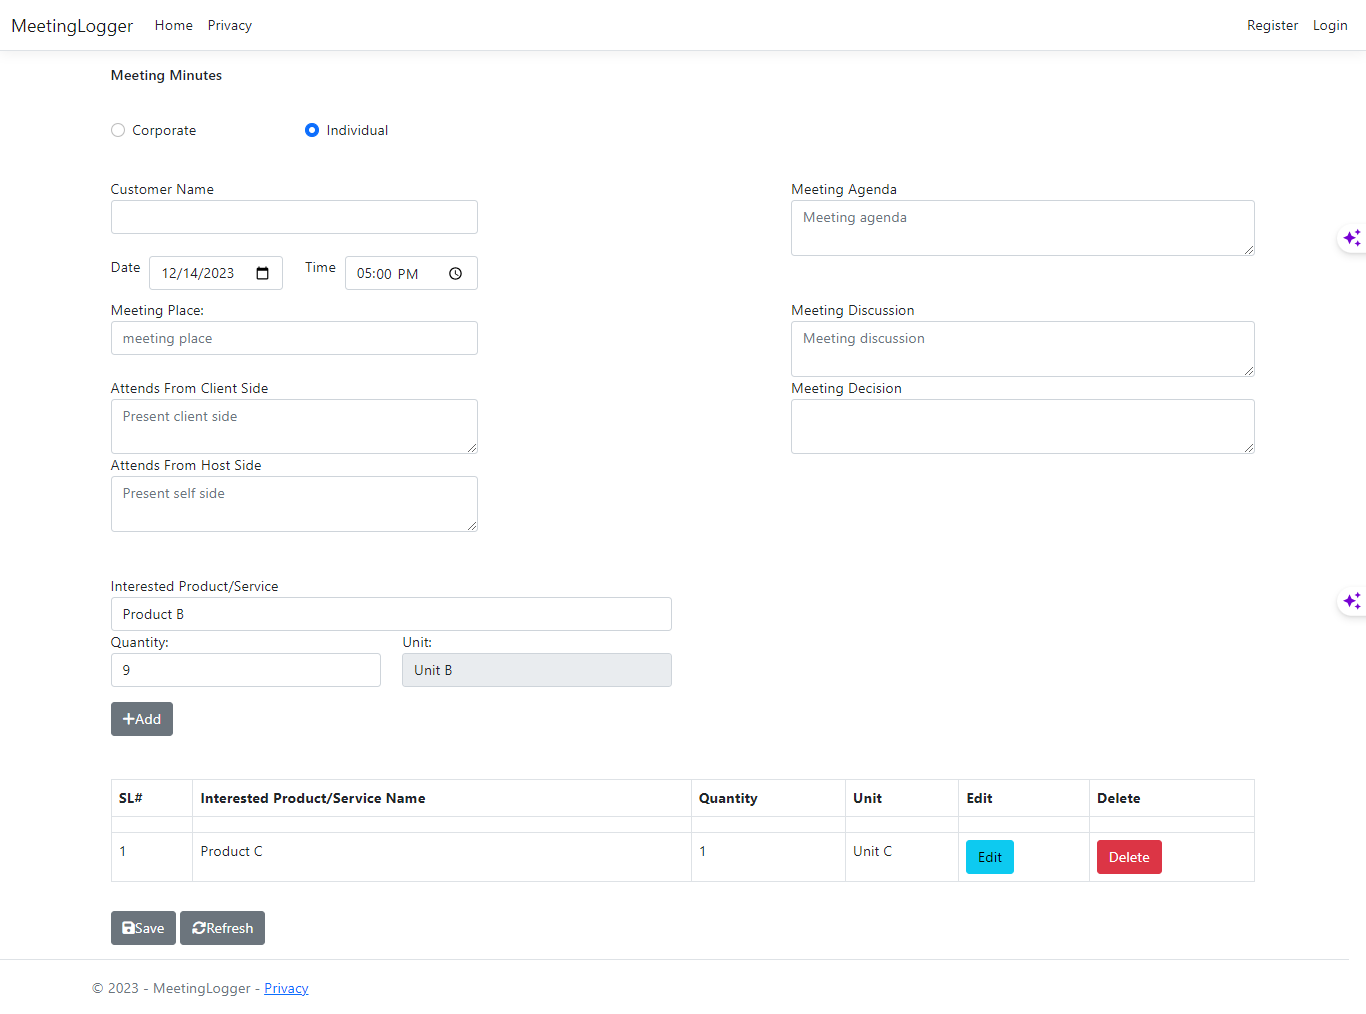 MeetingLogger Home Privacy Register Login
Meeting Minutes
Corporate Individual
Customer Name
Date 12/14/2023 Time 05:00 PM
Meeting Place:
meeting place
Attends From Client Side
Present client side
Attends From Host Side
Present self side
Meeting Agenda
Meeting agenda
Meeting Discussion
Meeting discussion
Meeting Decision
Interested Product/Service
Product B
Quantity: Unit:
9 Unit B
Add
SL# Interested Product/Service Name Quantity Unit Edit Delete
1 Product C 1 Unit C Edit Delete
Save Refresh
© 2023 - MeetingLogger - Privacy